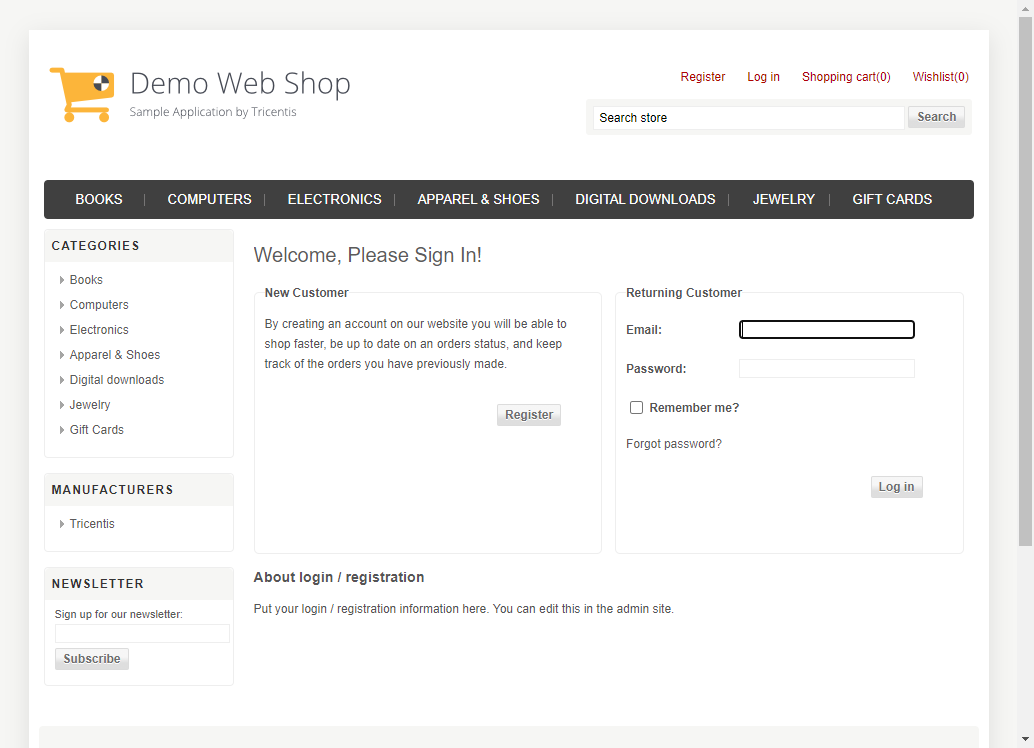 Demo Web Shop
Sample Application by Tricentis
Register Log in Shopping cart(0) Wishlist(0)
Search store Search
BOOKS COMPUTERS ELECTRONICS APPAREL & SHOES DIGITAL DOWNLOADS JEWELRY GIFT CARDS
CATEGORIES
Books
Computers
Electronics
Apparel & Shoes
Digital downloads
Jewelry
Gift Cards
MANUFACTURERS
Tricentis
NEWSLETTER
Sign up for our newsletter:
Subscribe
Welcome, Please Sign In!
New Customer
By creating an account on our website you will be able to
shop faster, be up to date on an orders status, and keep
track of the orders you have previously made.
Register
Returning Customer
Email:
Password:
Remember me?
Forgot password?
Log in
About login / registration
Put your login / registration information here. You can edit this in the admin site.